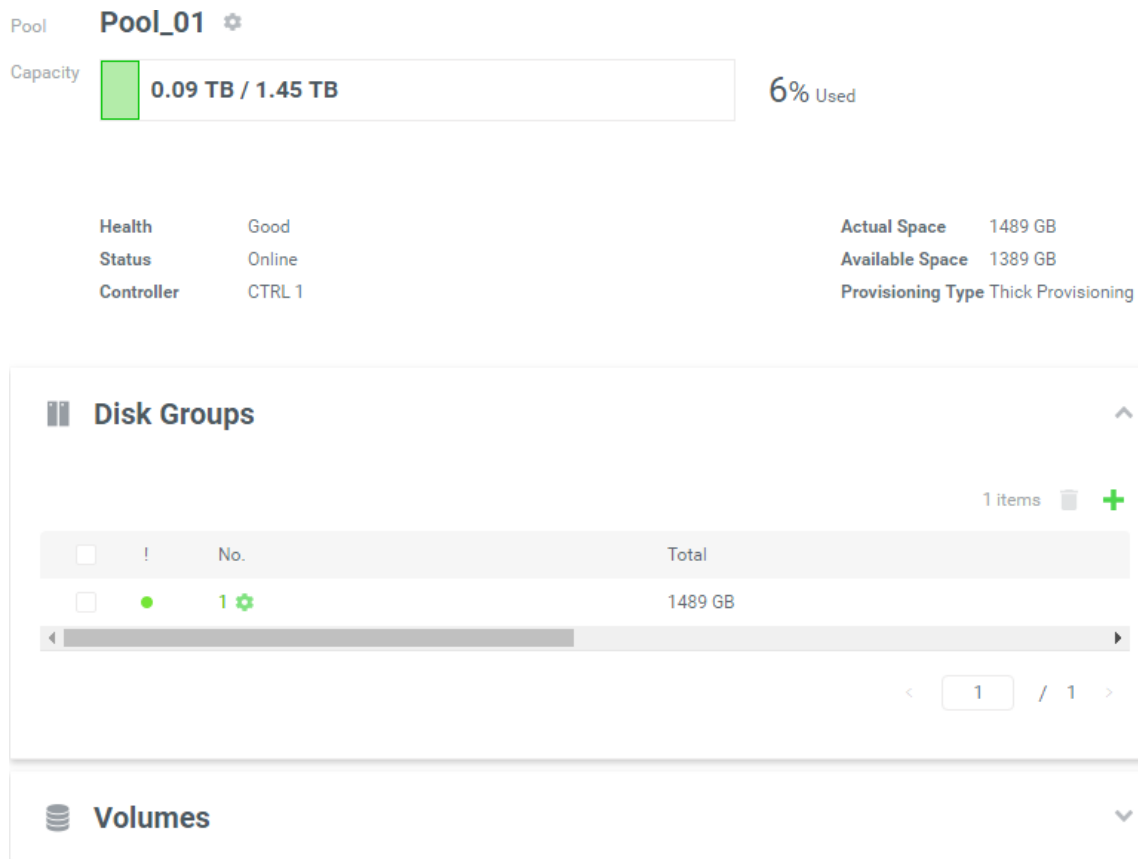 Pool Pool_01
Capacity 0.09 TB / 1.45 TB 6% Used
Health Good Actual Space 1489 GB
Status Online Available Space 1389 GB
Controller CTRL 1 Provisioning Type Thick Provisioning
Disk Groups
1 items
! No. Total
1 1489 GB
< 1 / 1 >
Volumes